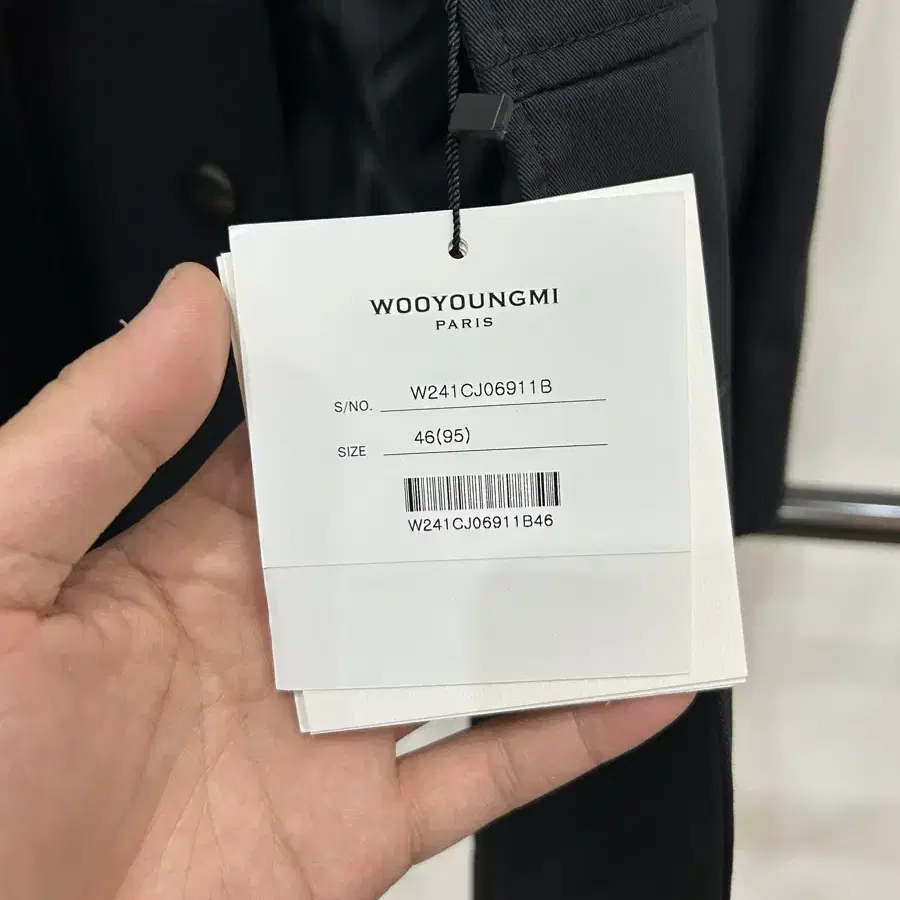 WOOYOUNGMI
PARIS
S/NO. W241CJ06911B
SIZE 46(95)
W241CJ06911B46